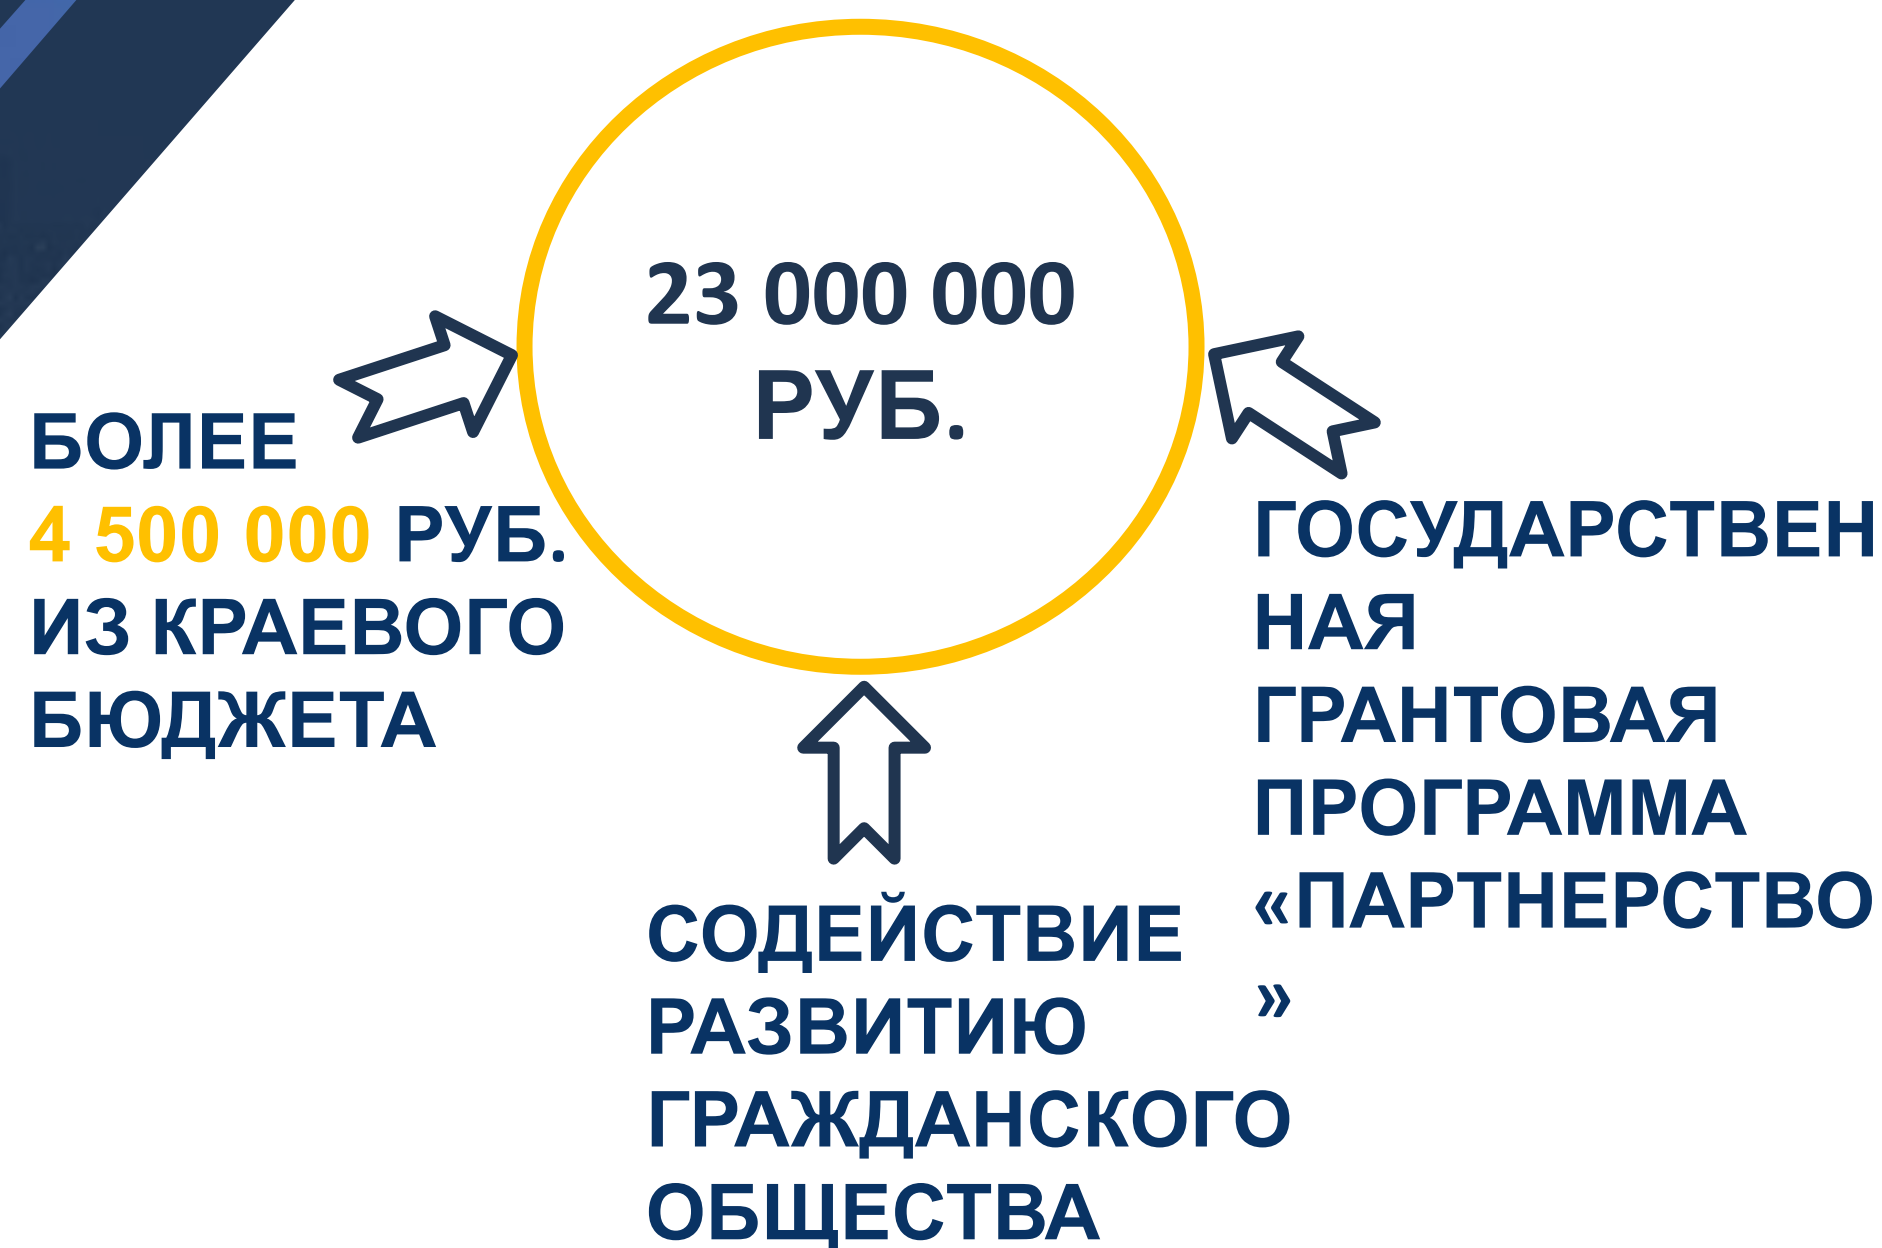 23 000 000
РУБ.
БОЛЕЕ
4 500 000 РУБ.
ИЗ КРАЕВОГО
БЮДЖЕТА
СОДЕЙСТВИЕ
РАЗВИТИЮ
ГРАЖДАНСКОГО
ОБЩЕСТВА
ГОСУДАРСТВЕН
НАЯ
ГРАНТОВАЯ
ПРОГРАММА
«ПАРТНЕРСТВО
»